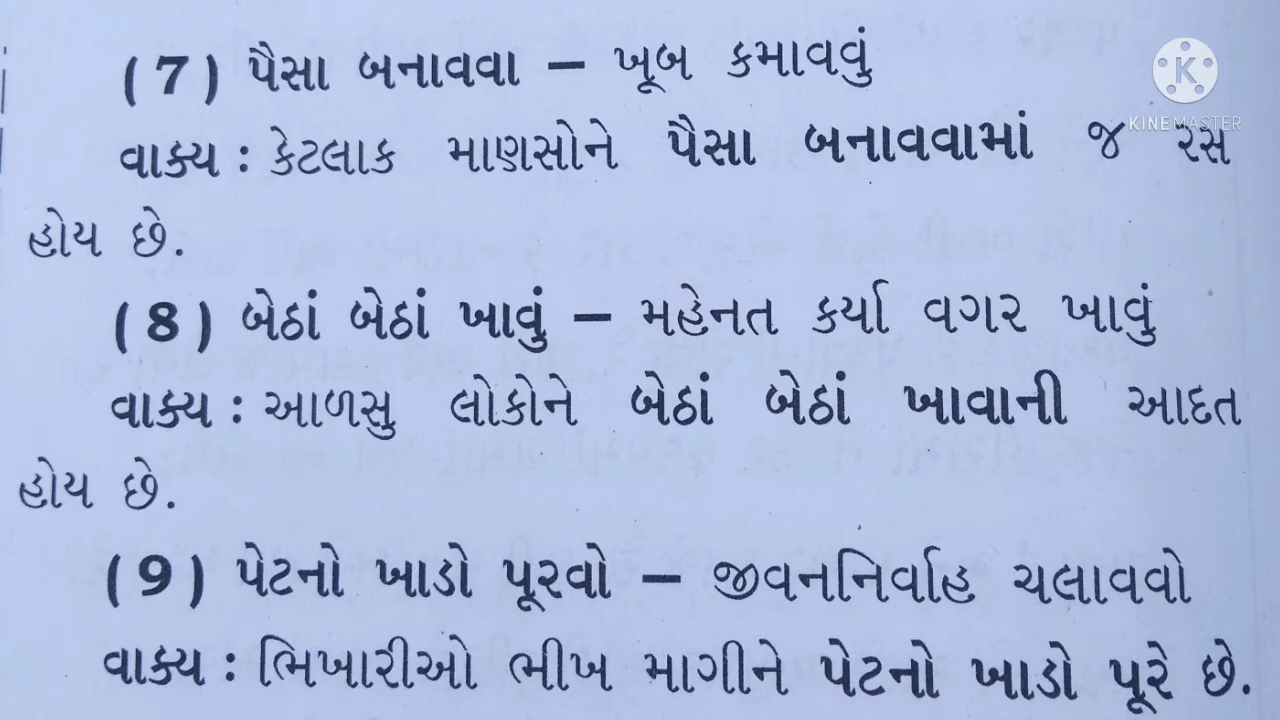 (7) પૈસા બનાવવા – ખૂબ કમાવવું
KINEMASTER
વાક્ય : કેટલાક માણસોને પૈસા બનાવવામાં જ રસ
હોય છે.
(8) બેઠાં બેઠાં ખાવું – મહેનત કર્યા વગર ખાવું
વાક્ય : આળસુ લોકોને બેઠાં બેઠાં ખાવાની આદત
હોય છે.
(9) પેટનો ખાડો પૂરવો – જીવનનિર્વાહ ચલાવવો
વાક્ય : ભિખારીઓ ભીખ માગીને પેટનો ખાડો પૂરે છે.